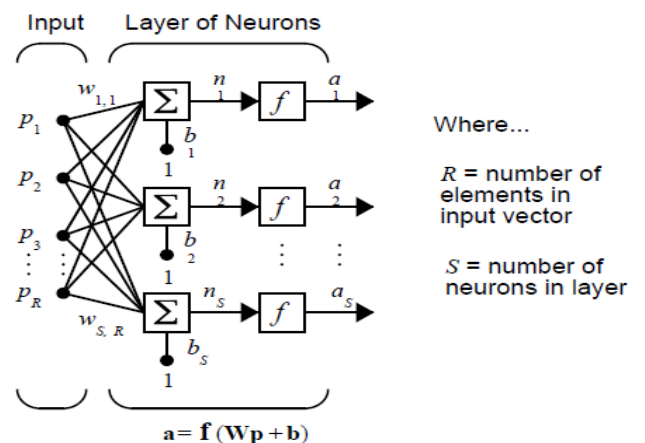 Input Layer of Neurons
w1,1 n1 a1
p1 Σ f
b1
1
Where...
p2 n2 a2
Σ f
R = number of
elements in
input vector
p3 b2
1
S = number of
neurons in layer
pR nS aS
Σ f
wS, R
bS
1
a= f (Wp+b)